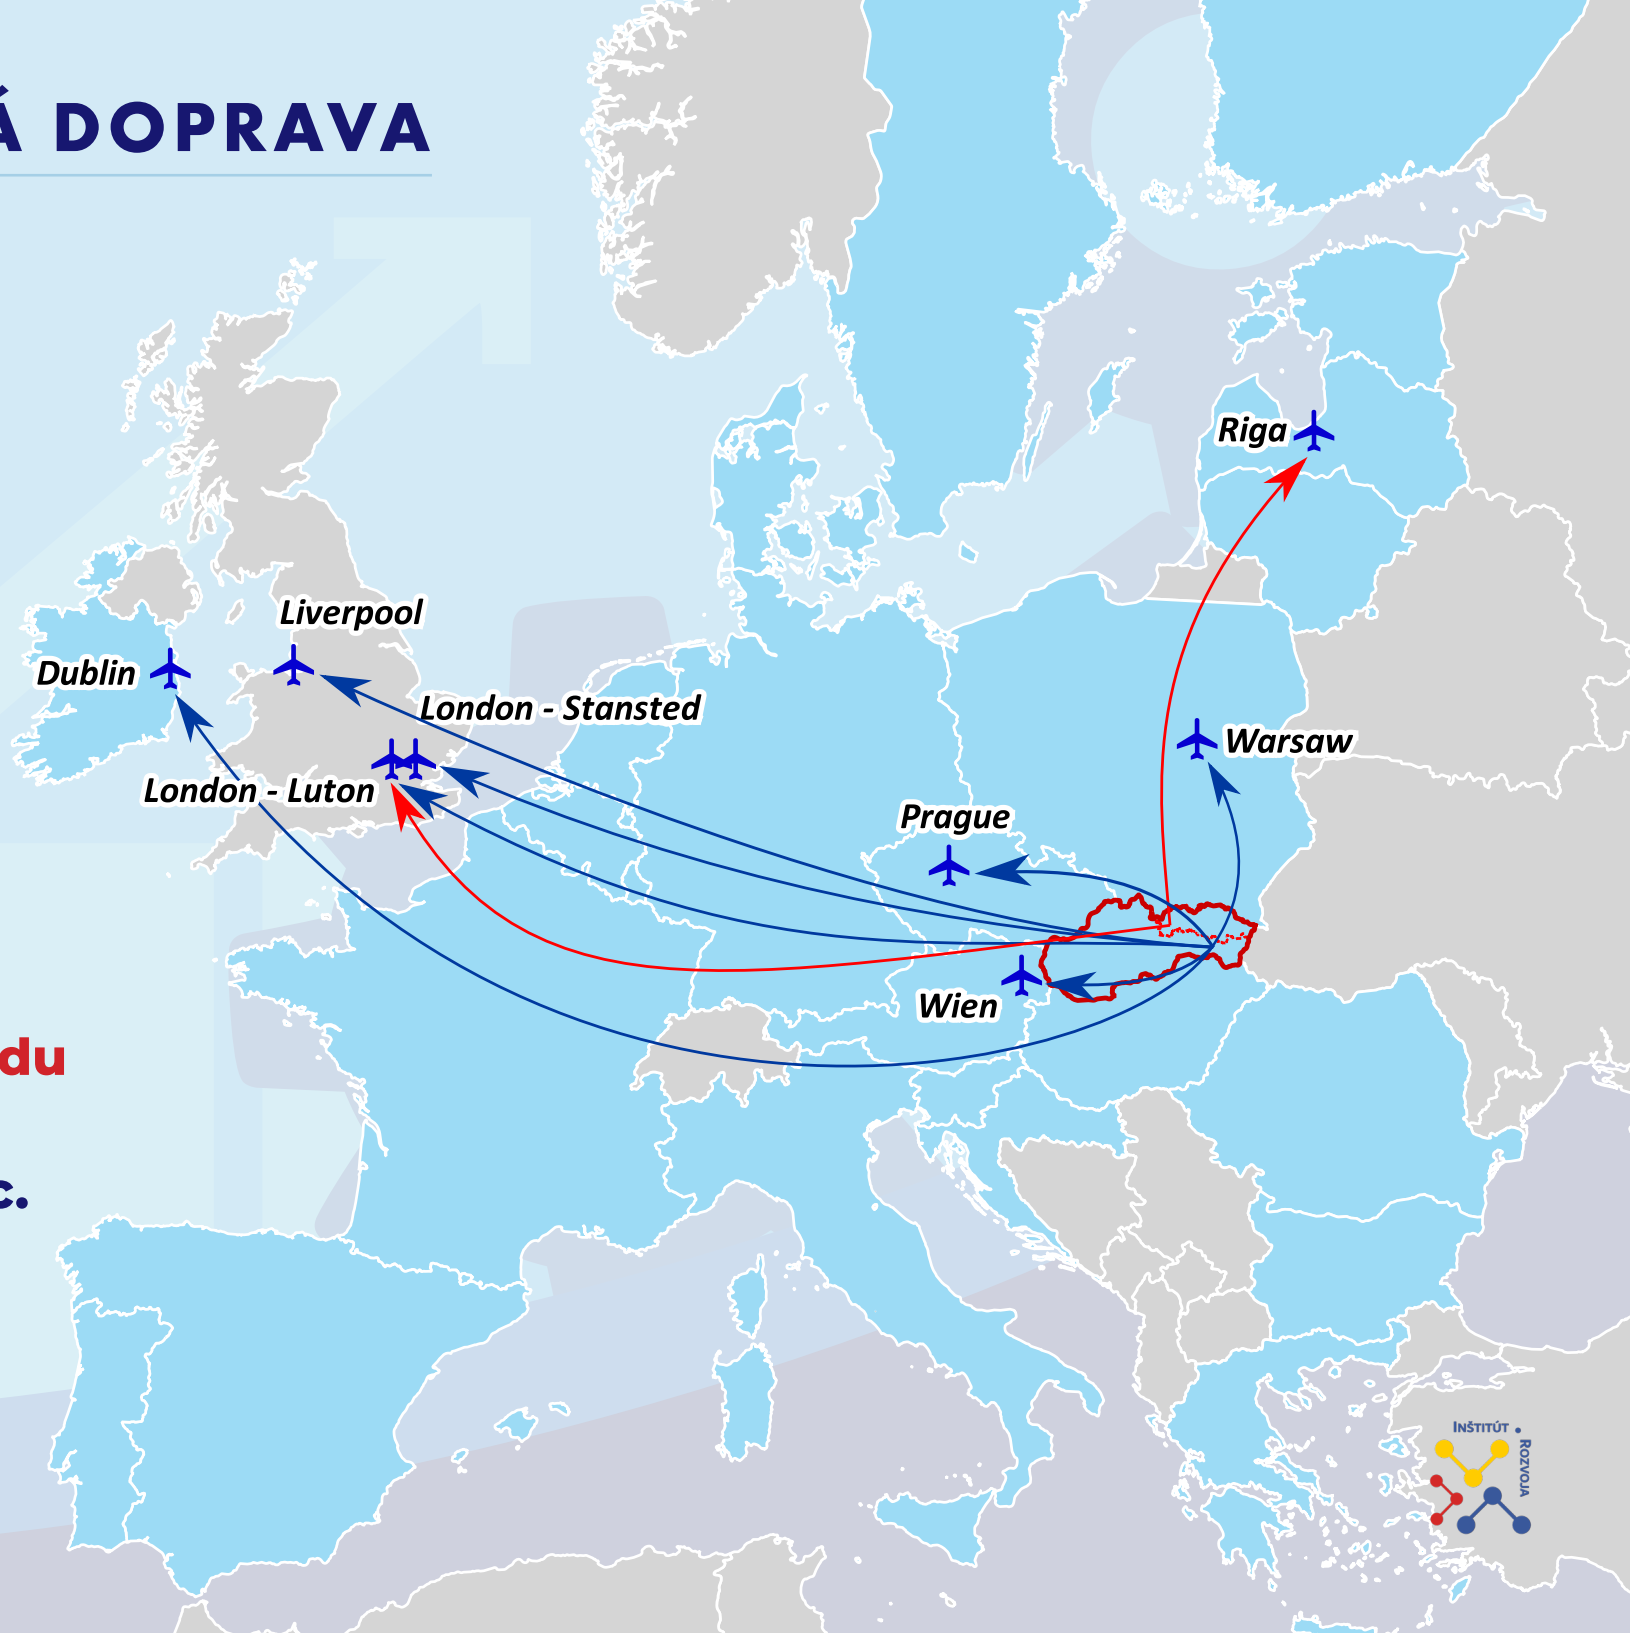 Á DOPRAVA
Riga
Liverpool
Dublin
London - Stansted
Warsaw
London - Luton
Prague
Wien
du
c.
INŠTITÚT
ROZVOJA